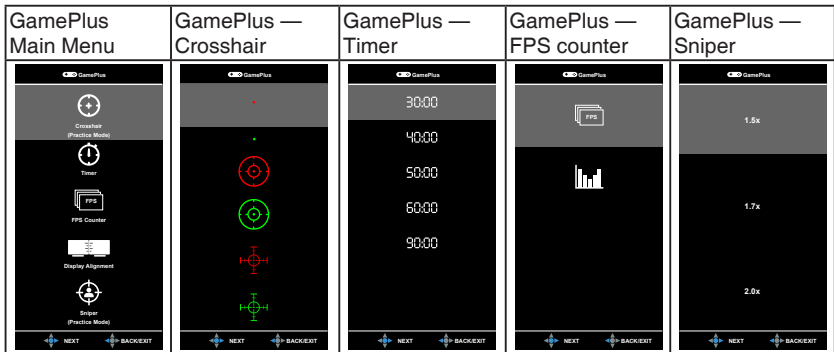 GamePlus
Main Menu
GamePlus —
Crosshair
GamePlus —
Timer
GamePlus —
FPS counter
GamePlus —
Sniper
GamePlus
Crosshair
(Practice Mode)
Timer
FPS
FPS Counter
Display Alignment
Sniper
(Practice Mode)
NEXT BACK/EXIT
GamePlus
NEXT BACK/EXIT
GamePlus
30:00
40:00
50:00
60:00
90:00
NEXT BACK/EXIT
GamePlus
FPS
NEXT BACK/EXIT
GamePlus
1.5x
1.7x
2.0x
NEXT BACK/EXIT